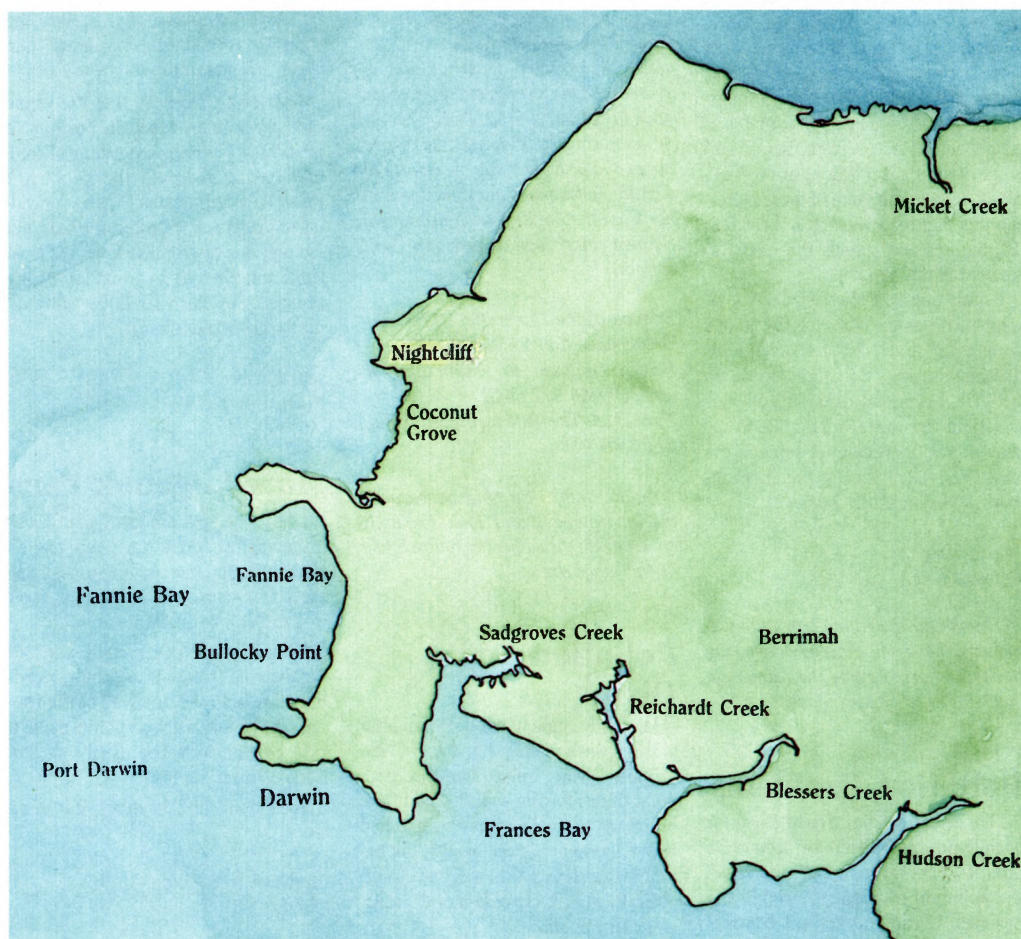 Micket Creek
Nightcliff
Coconut
Grove
Fannie Bay
Fannie Bay
Sadgroves Creek
Berrimah
Bullocky Point
Reichardt Creek
Port Darwin
Darwin
Blessers Creek
Frances Bay
Hudson Creek